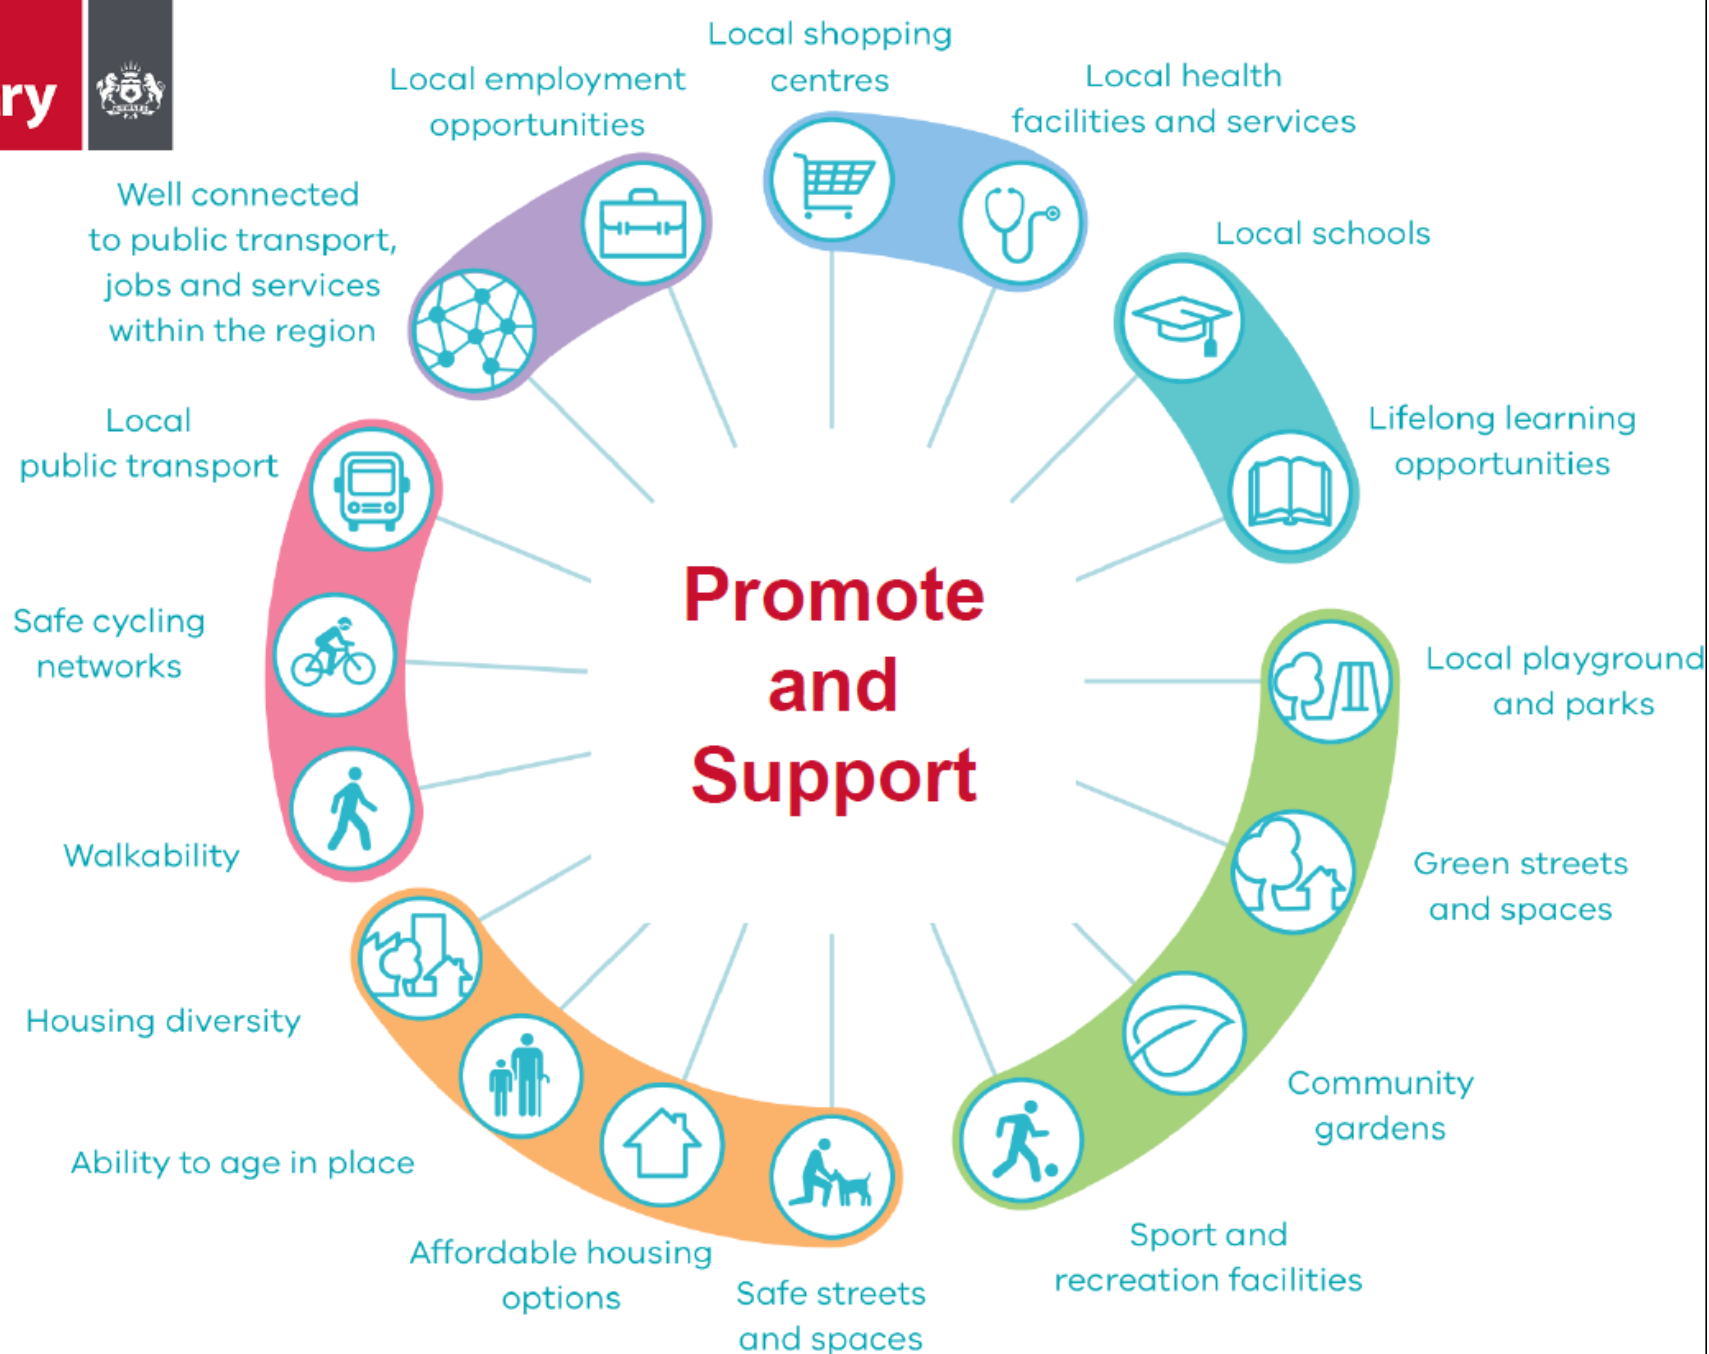 ry
Local shopping
centres
Local health
facilities and services
Local schools
Lifelong learning
opportunities
Local playground
and parks
Green streets
and spaces
Community
gardens
Sport and
recreation facilities
Safe streets
and spaces
Affordable housing
options
Ability to age in place
Housing diversity
Walkability
Safe cycling
networks
Local
public transport
Well connected
to public transport,
jobs and services
within the region
Local employment
opportunities
Promote
and
Support